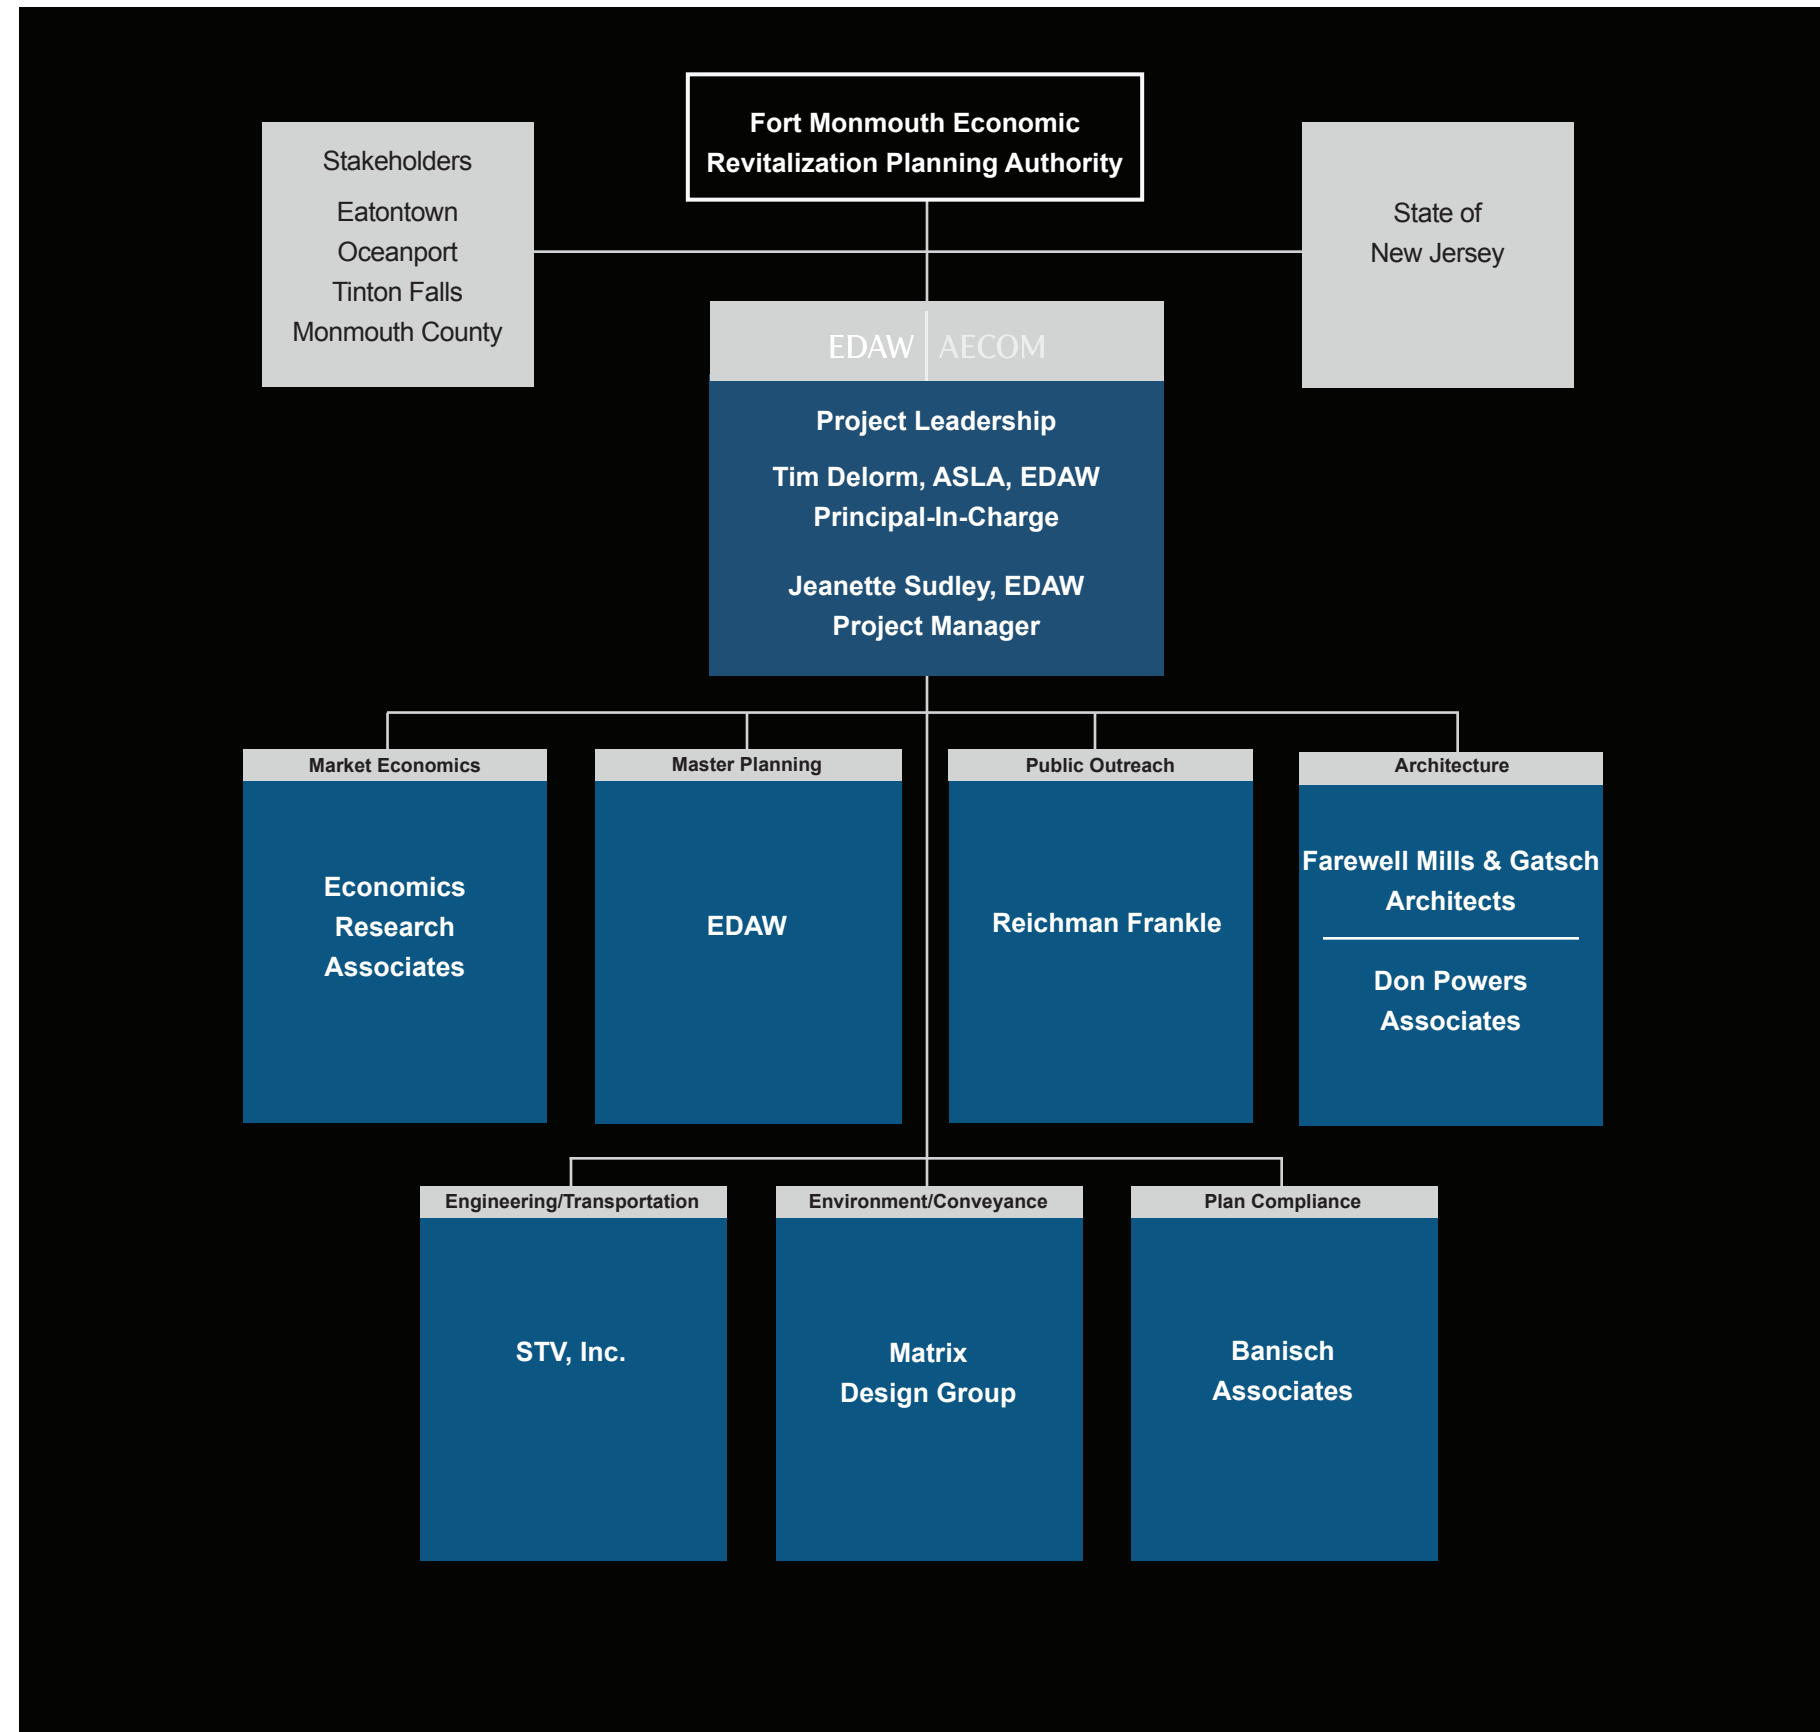 Fort Monmouth Economic
Revitalization Planning Authority
Stakeholders
Eatontown
Oceanport
Tinton Falls
Monmouth County
State of
New Jersey
EDAW | AECOM
Project Leadership
Tim Delorm, ASLA, EDAW
Principal-In-Charge
Jeanette Sudley, EDAW
Project Manager
Market Economics
Economics
Research
Associates
Master Planning
EDAW
Public Outreach
Reichman Frankle
Architecture
Farewell Mills & Gatsch
Architects
Don Powers
Associates
Engineering/Transportation
STV, Inc.
Environment/Conveyance
Matrix
Design Group
Plan Compliance
Banisch
Associates